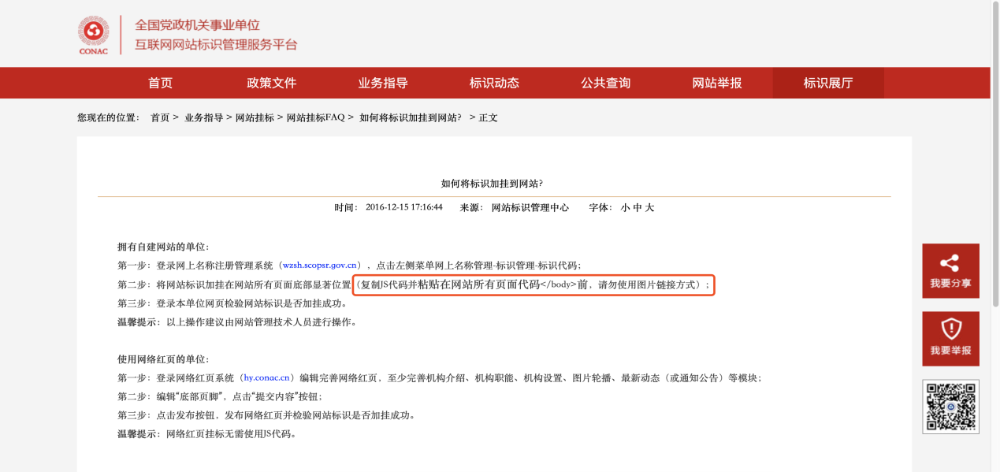 全国党政机关事业单位
互联网网站标识管理服务平台
CONAC
首页 政策文件 业务指导 标识动态 公共查询 网站举报 标识展厅
您现在的位置： 首页 > 业务指导 > 网站挂标 > 网站挂标FAQ > 如何将标识加挂到网站? > 正文
如何将标识加挂到网站?
时间： 2016-12-15 17:16:44 来源： 网站标识管理中心 字体： 小 中 大
拥有自建网站的单位：
第一步：登录网上名称注册管理系统（wzsh.scopsr.gov.cn），点击左侧菜单网上名称管理-标识管理-标识代码；
第二步：将网站标识加挂在网站所有页面底部显著位置（复制JS代码并粘贴在网站所有页面代码</body>前，请勿使用图片链接方式）；
第三步：登录本单位网页检验网站标识是否加挂成功。
温馨提示：以上操作建议由网站管理技术人员进行操作。
使用网络红页的单位：
第一步：登录网络红页系统（hy.conac.cn）编辑完善网络红页，至少完善机构介绍、机构职能、机构设置、图片轮播、最新动态（或通知公告）等模块；
第二步：编辑“底部页脚”，点击“提交内容”按钮；
第三步：点击发布按钮，发布网络红页并检验网站标识是否加挂成功。
温馨提示：网络红页挂标无需使用JS代码。
我要分享
我要举报